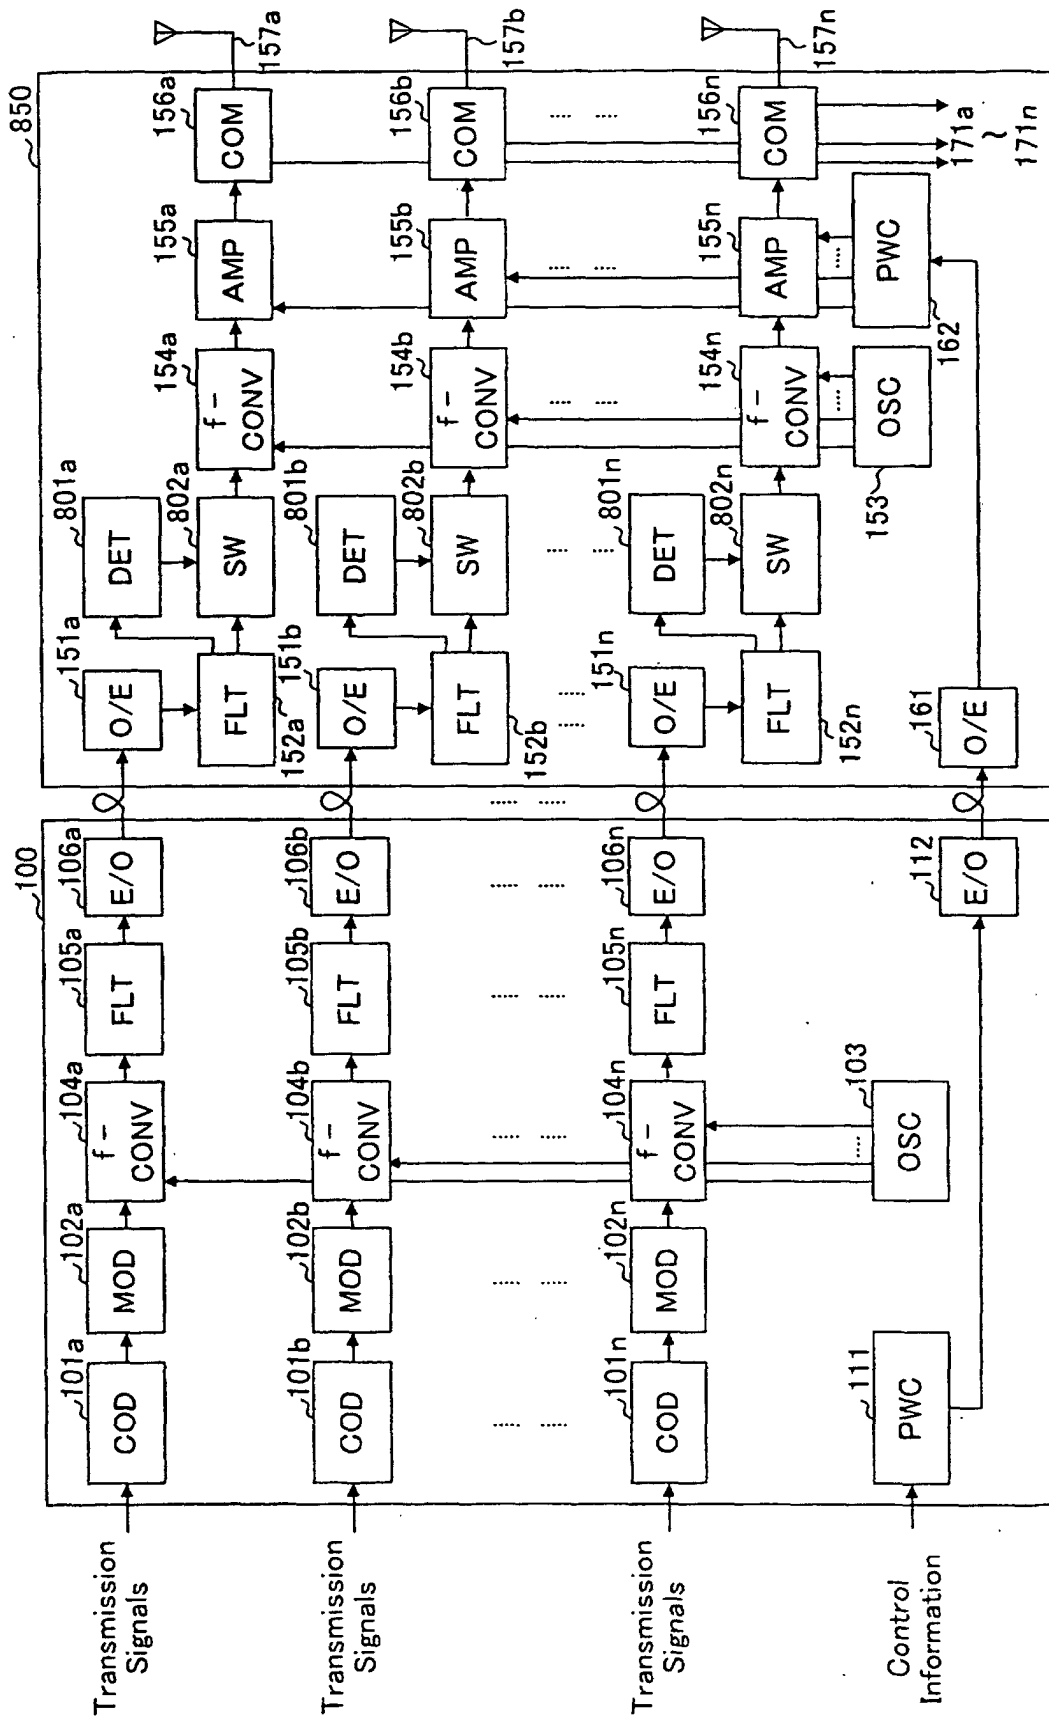 100
850
Transmission
Signals
101a
COD
102a
MOD
104a
f-
CONV
105a
FLT
106a
E/O
151a
O/E
152a
FLT
801a
DET
802a
SW
154a
f-
CONV
155a
AMP
156a
COM
157a
Transmission
Signals
101b
COD
102b
MOD
104b
f-
CONV
105b
FLT
106b
E/O
151b
O/E
152b
FLT
801b
DET
802b
SW
154b
f-
CONV
155b
AMP
156b
COM
157b
Transmission
Signals
101n
COD
102n
MOD
104n
f-
CONV
105n
FLT
106n
E/O
151n
O/E
152n
FLT
801n
DET
802n
SW
154n
f-
CONV
155n
AMP
156n
COM
157n
Control
Information
111
PWC
103
OSC
112
E/O
161
O/E
153
OSC
162
PWC
171a
~
171n